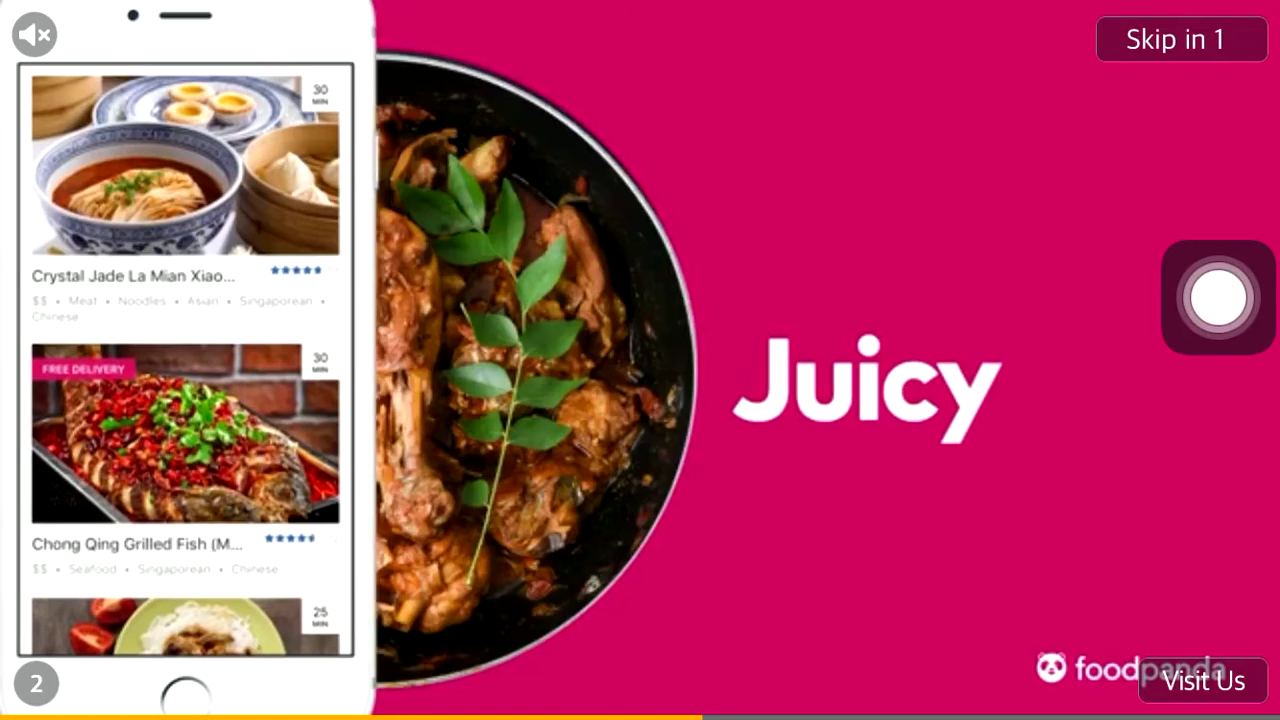 Skip in 1
30
MIN
Crystal Jade La Mian Xiao...
$$ • Meat • Noodles • Asian • Singaporean •
Chinese
FREE DELIVERY
30
MIN
Chong Qing Grilled Fish (M...
$$ • Seafood • Singaporean • Chinese
25
MIN
2
Juicy
foodpanda
Visit Us